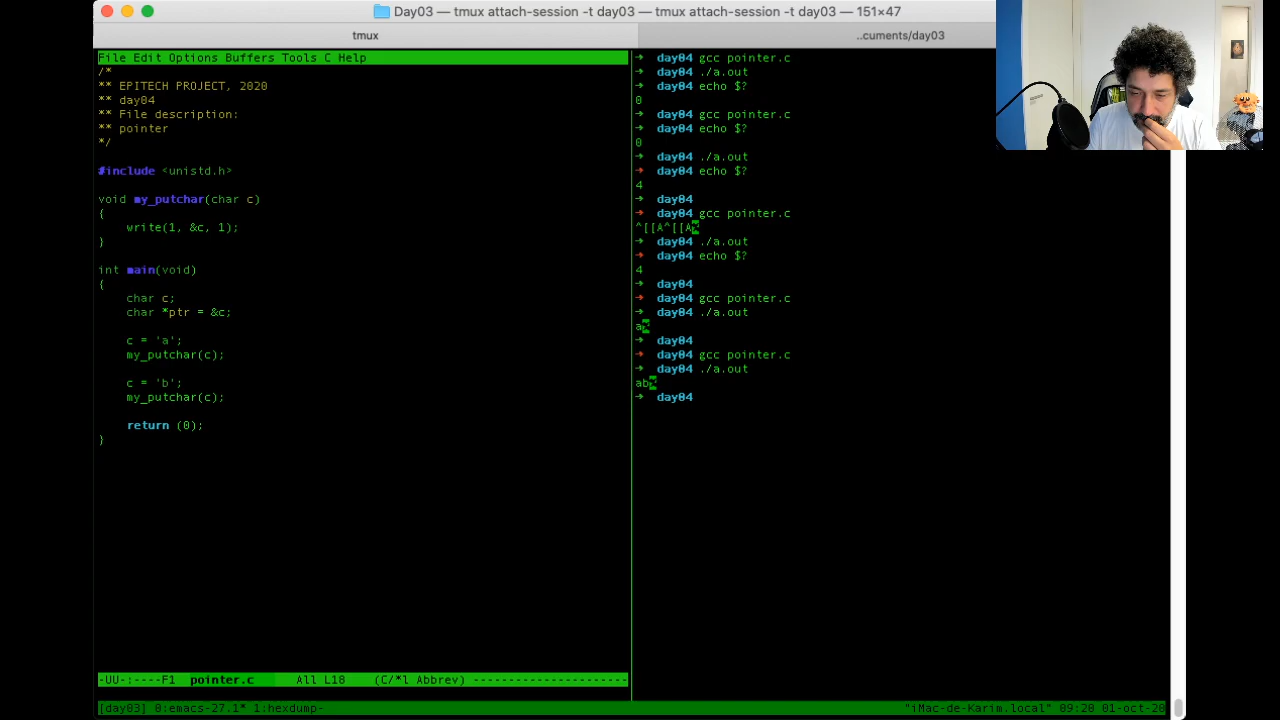 Day03 — tmux attach-session -t day03 — tmux attach-session -t day03 — 151×47
tmux
..cuments/day03
File Edit Options Buffers Tools C Help
/*
** EPITECH PROJECT, 2020
** day04
** File description:
** pointer
*/
#include <unistd.h>
void my_putchar(char c)
{
write(1, &c, 1);
}
int main(void)
{
char c;
char *ptr = &c;
c = 'a';
my_putchar(c);
c = 'b';
my_putchar(c);
return (0);
}
-UU-:----F1 pointer.c All L18 (C/*l Abbrev) ----------------------
→ day04 gcc pointer.c
→ day04 ./a.out
→ day04 echo $?
0
→ day04 gcc pointer.c
→ day04 echo $?
0
→ day04 ./a.out
→ day04 echo $?
4
→ day04
→ day04 gcc pointer.c
^[[A^[[A%
→ day04 ./a.out
→ day04 echo $?
4
→ day04
→ day04 gcc pointer.c
→ day04 ./a.out
a%
→ day04
→ day04 gcc pointer.c
→ day04 ./a.out
ab%
→ day04
[day03] 0:emacs-27.1* 1:hexdump-
"iMac-de-Karim.local" 09:20 01-oct-20